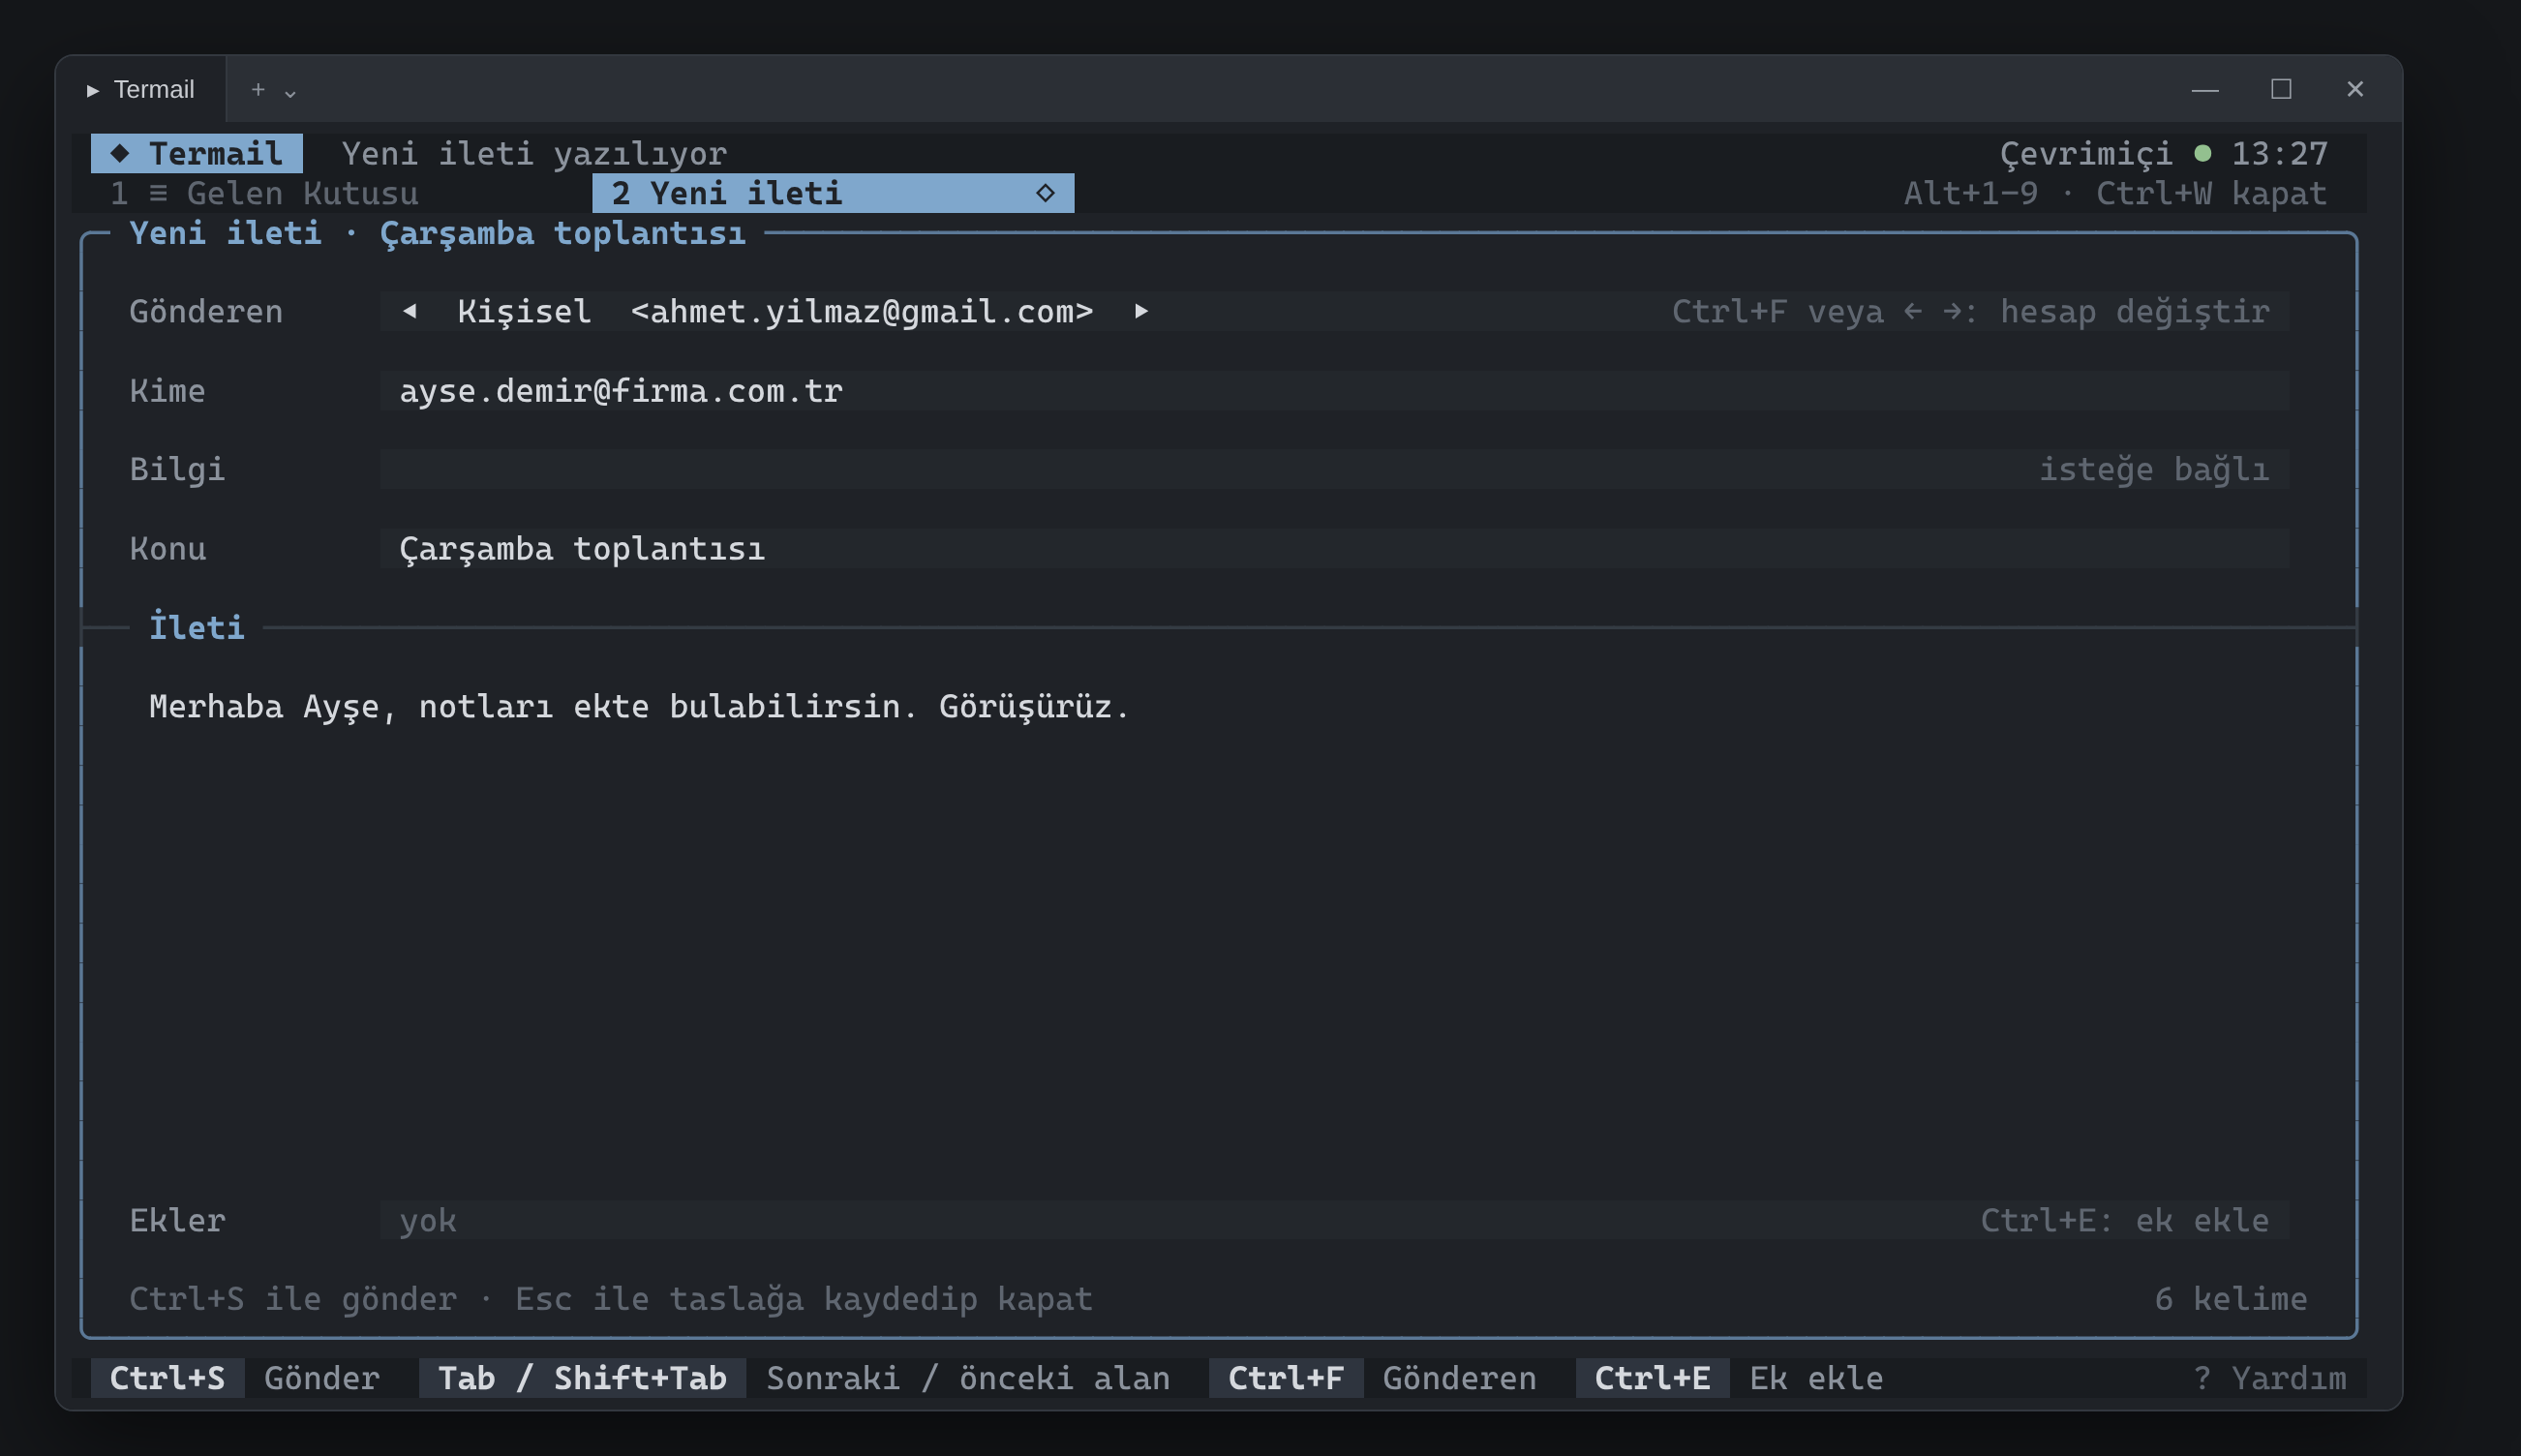 ▸ Termail + ⌄ — ☐ ✕
◆ Termail Yeni ileti yazılıyor Çevrimiçi ● 13:27
1 ≡ Gelen Kutusu 2 Yeni ileti ◇ Alt+1-9 · Ctrl+W kapat
Yeni ileti · Çarşamba toplantısı
Gönderen ◂ Kişisel <ahmet.yilmaz@gmail.com> ▸ Ctrl+F veya ← →: hesap değiştir
Kime ayse.demir@firma.com.tr
Bilgi isteğe bağlı
Konu Çarşamba toplantısı
İleti
Merhaba Ayşe, notları ekte bulabilirsin. Görüşürüz.
Ekler yok Ctrl+E: ek ekle
Ctrl+S ile gönder · Esc ile taslağa kaydedip kapat 6 kelime
Ctrl+S Gönder Tab / Shift+Tab Sonraki / önceki alan Ctrl+F Gönderen Ctrl+E Ek ekle ? Yardım